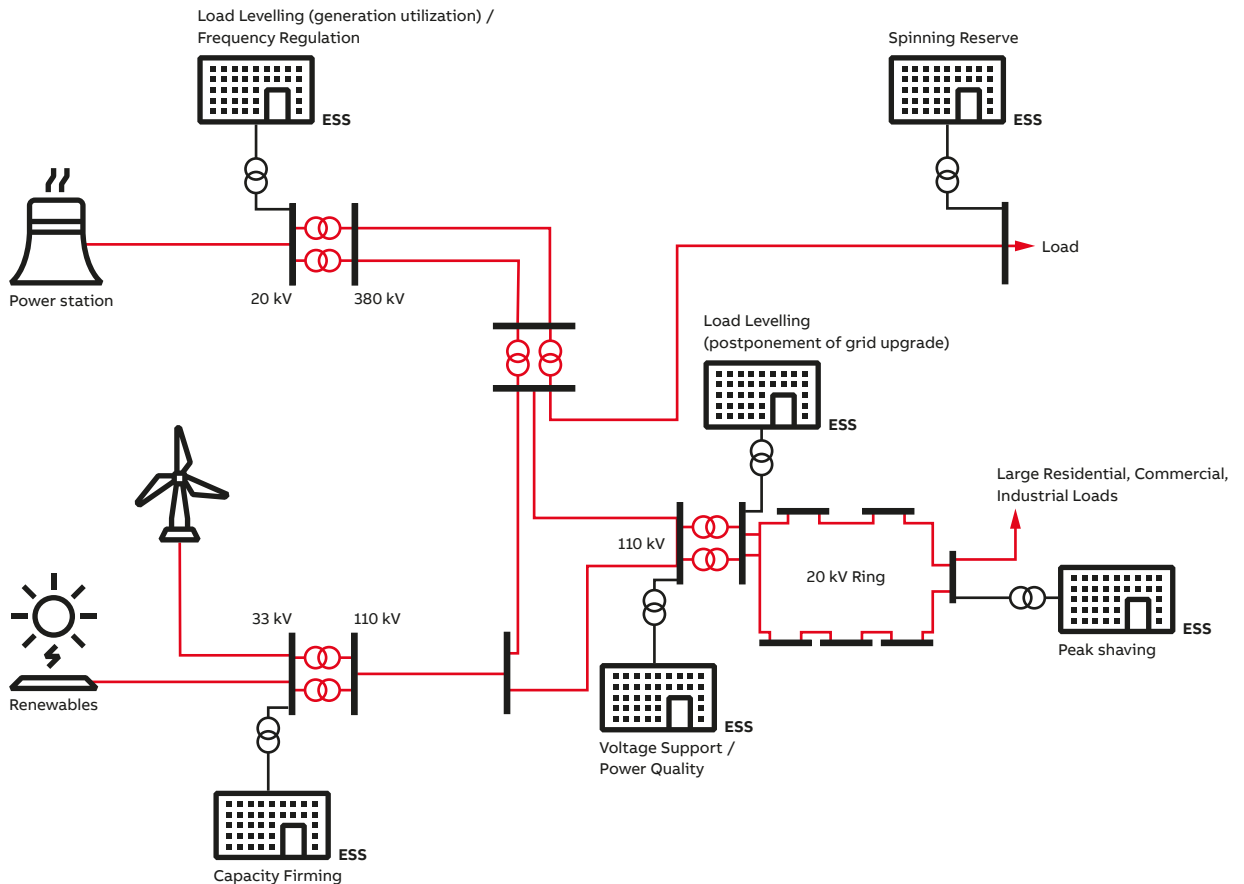 Load Levelling (generation utilization) /
Frequency Regulation
ESS
Spinning Reserve
ESS
Power station
20 kV
380 kV
Load
Load Levelling
(postponement of grid upgrade)
ESS
Large Residential, Commercial,
Industrial Loads
110 kV
20 kV Ring
ESS
Peak shaving
33 kV
110 kV
Renewables
ESS
Voltage Support /
Power Quality
ESS
Capacity Firming